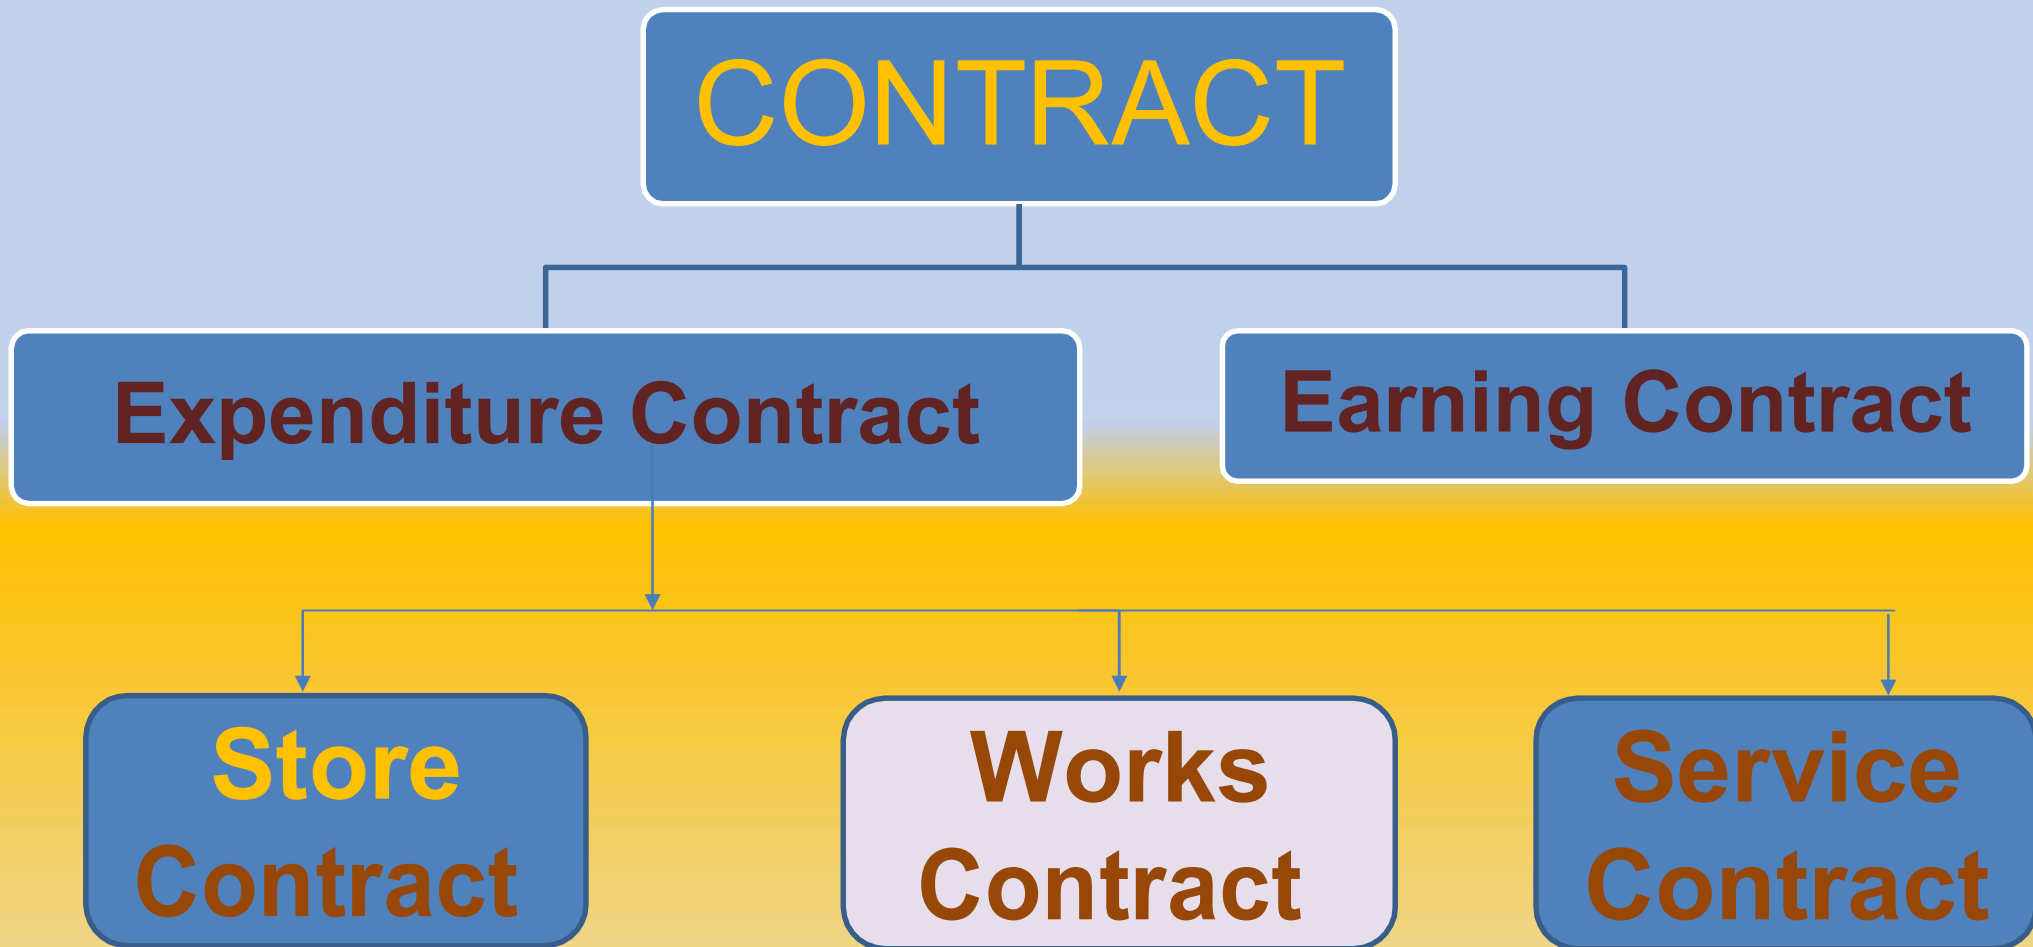 CONTRACT
Expenditure Contract
Earning Contract
Store
Contract
Works
Contract
Service
Contract